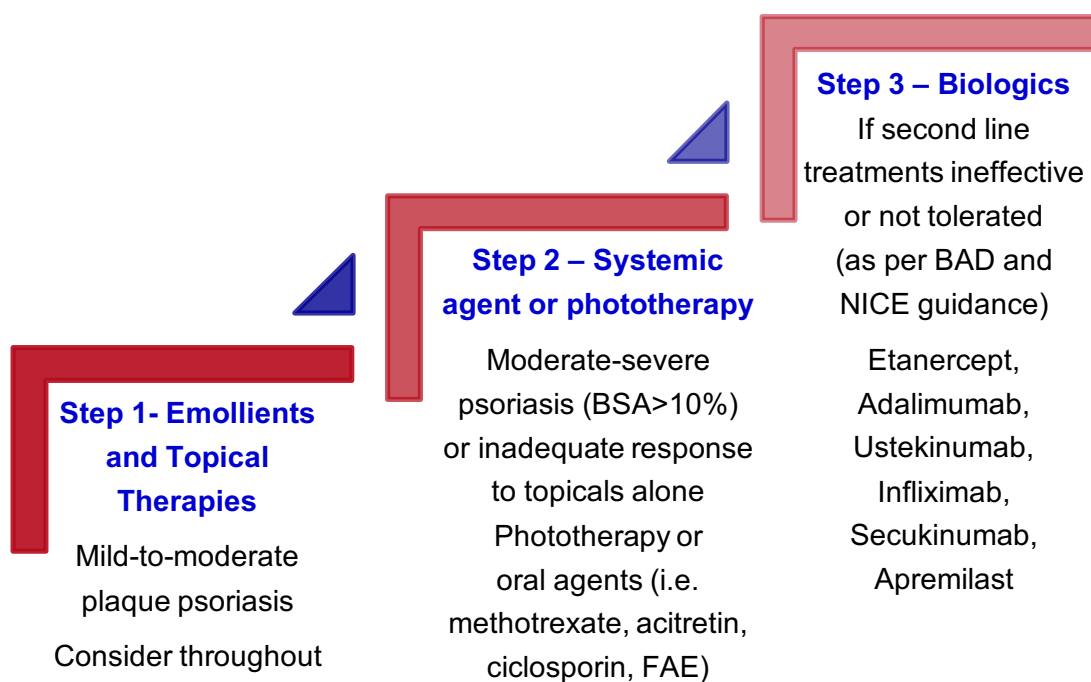 Step 1- Emollients
and Topical
Therapies
Mild-to-moderate
plaque psoriasis
Consider throughout
Step 2 – Systemic
agent or phototherapy
Moderate-severe
psoriasis (BSA>10%)
or inadequate response
to topicals alone
Phototherapy or
oral agents (i.e.
methotrexate, acitretin,
ciclosporin, FAE)
Step 3 – Biologics
If second line
treatments ineffective
or not tolerated
(as per BAD and
NICE guidance)
Etanercept,
Adalimumab,
Ustekinumab,
Infliximab,
Secukinumab,
Apremilast